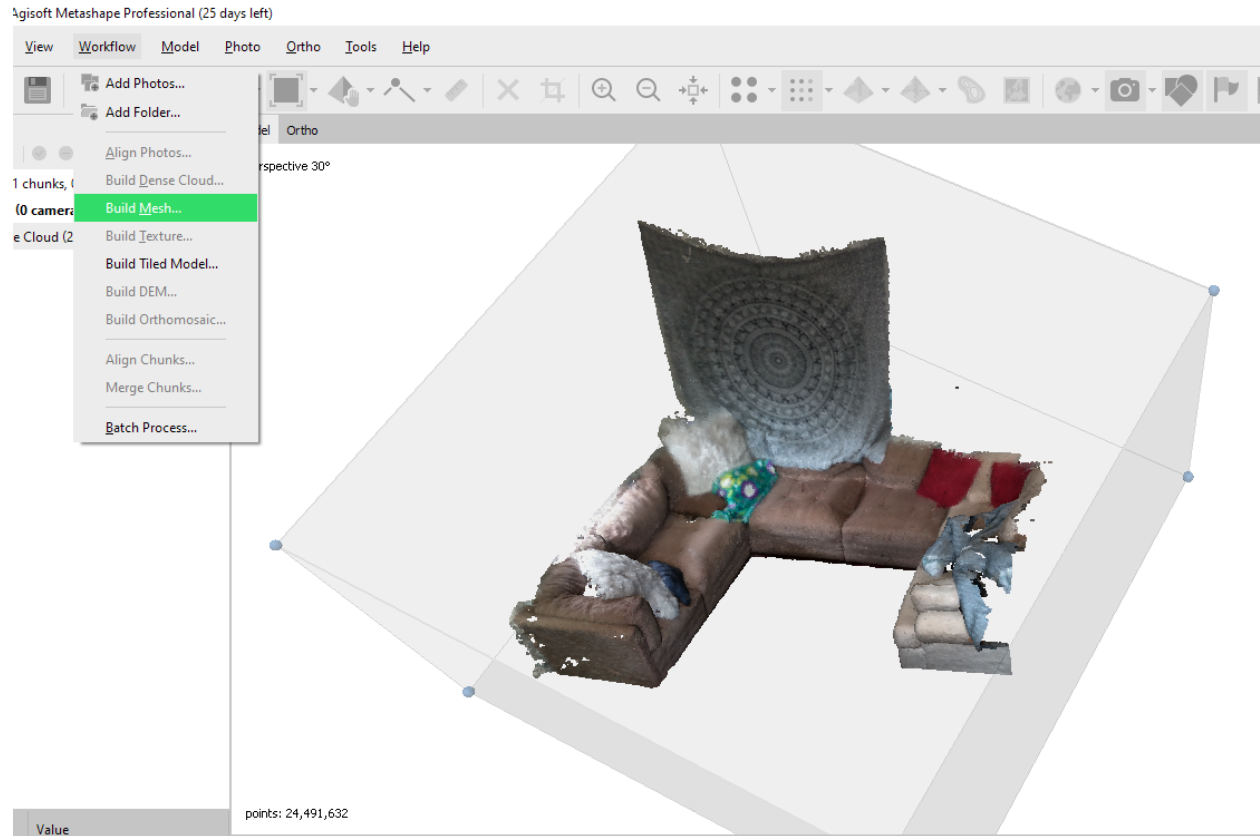 Agisoft Metashape Professional (25 days left)
View Workflow Model Photo Ortho Tools Help
Add Photos...
Add Folder...
Ortho
Align Photos...
rspective 30°
Build Dense Cloud...
1 chunks,
Build Mesh...
(0 camera
Build Texture...
e Cloud (2
Build Tiled Model...
Build DEM...
Build Orthomosaic...
Align Chunks...
Merge Chunks...
Batch Process...
points: 24,491,632
Value